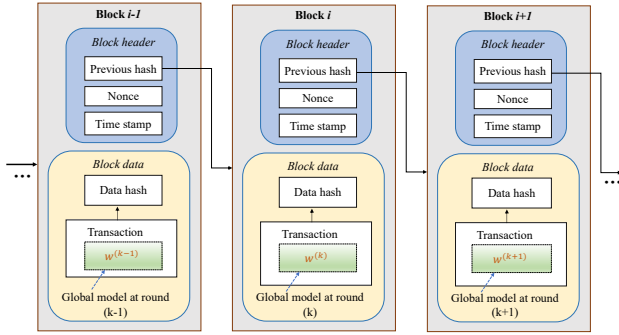 Block i-1
Block header
Previous hash
Nonce
Time stamp
Block data
Data hash
Transaction
w^(k−1)
Global model at round
(k-1)
Block i
Block header
Previous hash
Nonce
Time stamp
Block data
Data hash
Transaction
w^(k)
Global model at round
(k)
Block i+1
Block header
Previous hash
Nonce
Time stamp
Block data
Data hash
Transaction
w^(k+1)
Global model at round
(k+1)
...
...